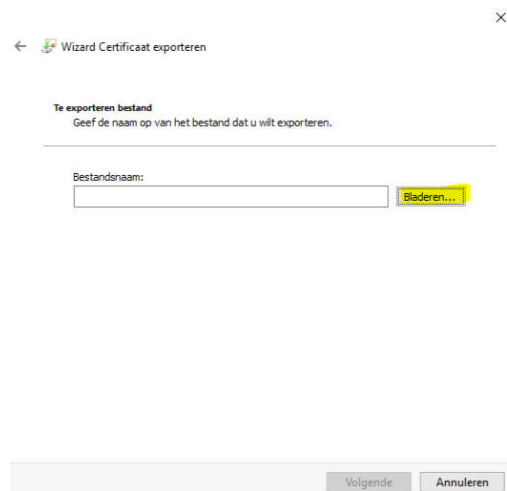 Wizard Certificaat exporteren
Te exporteren bestand
Geef de naam op van het bestand dat u wilt exporteren.
Bestandsnaam:
Bladeren...
Volgende
Annuleren